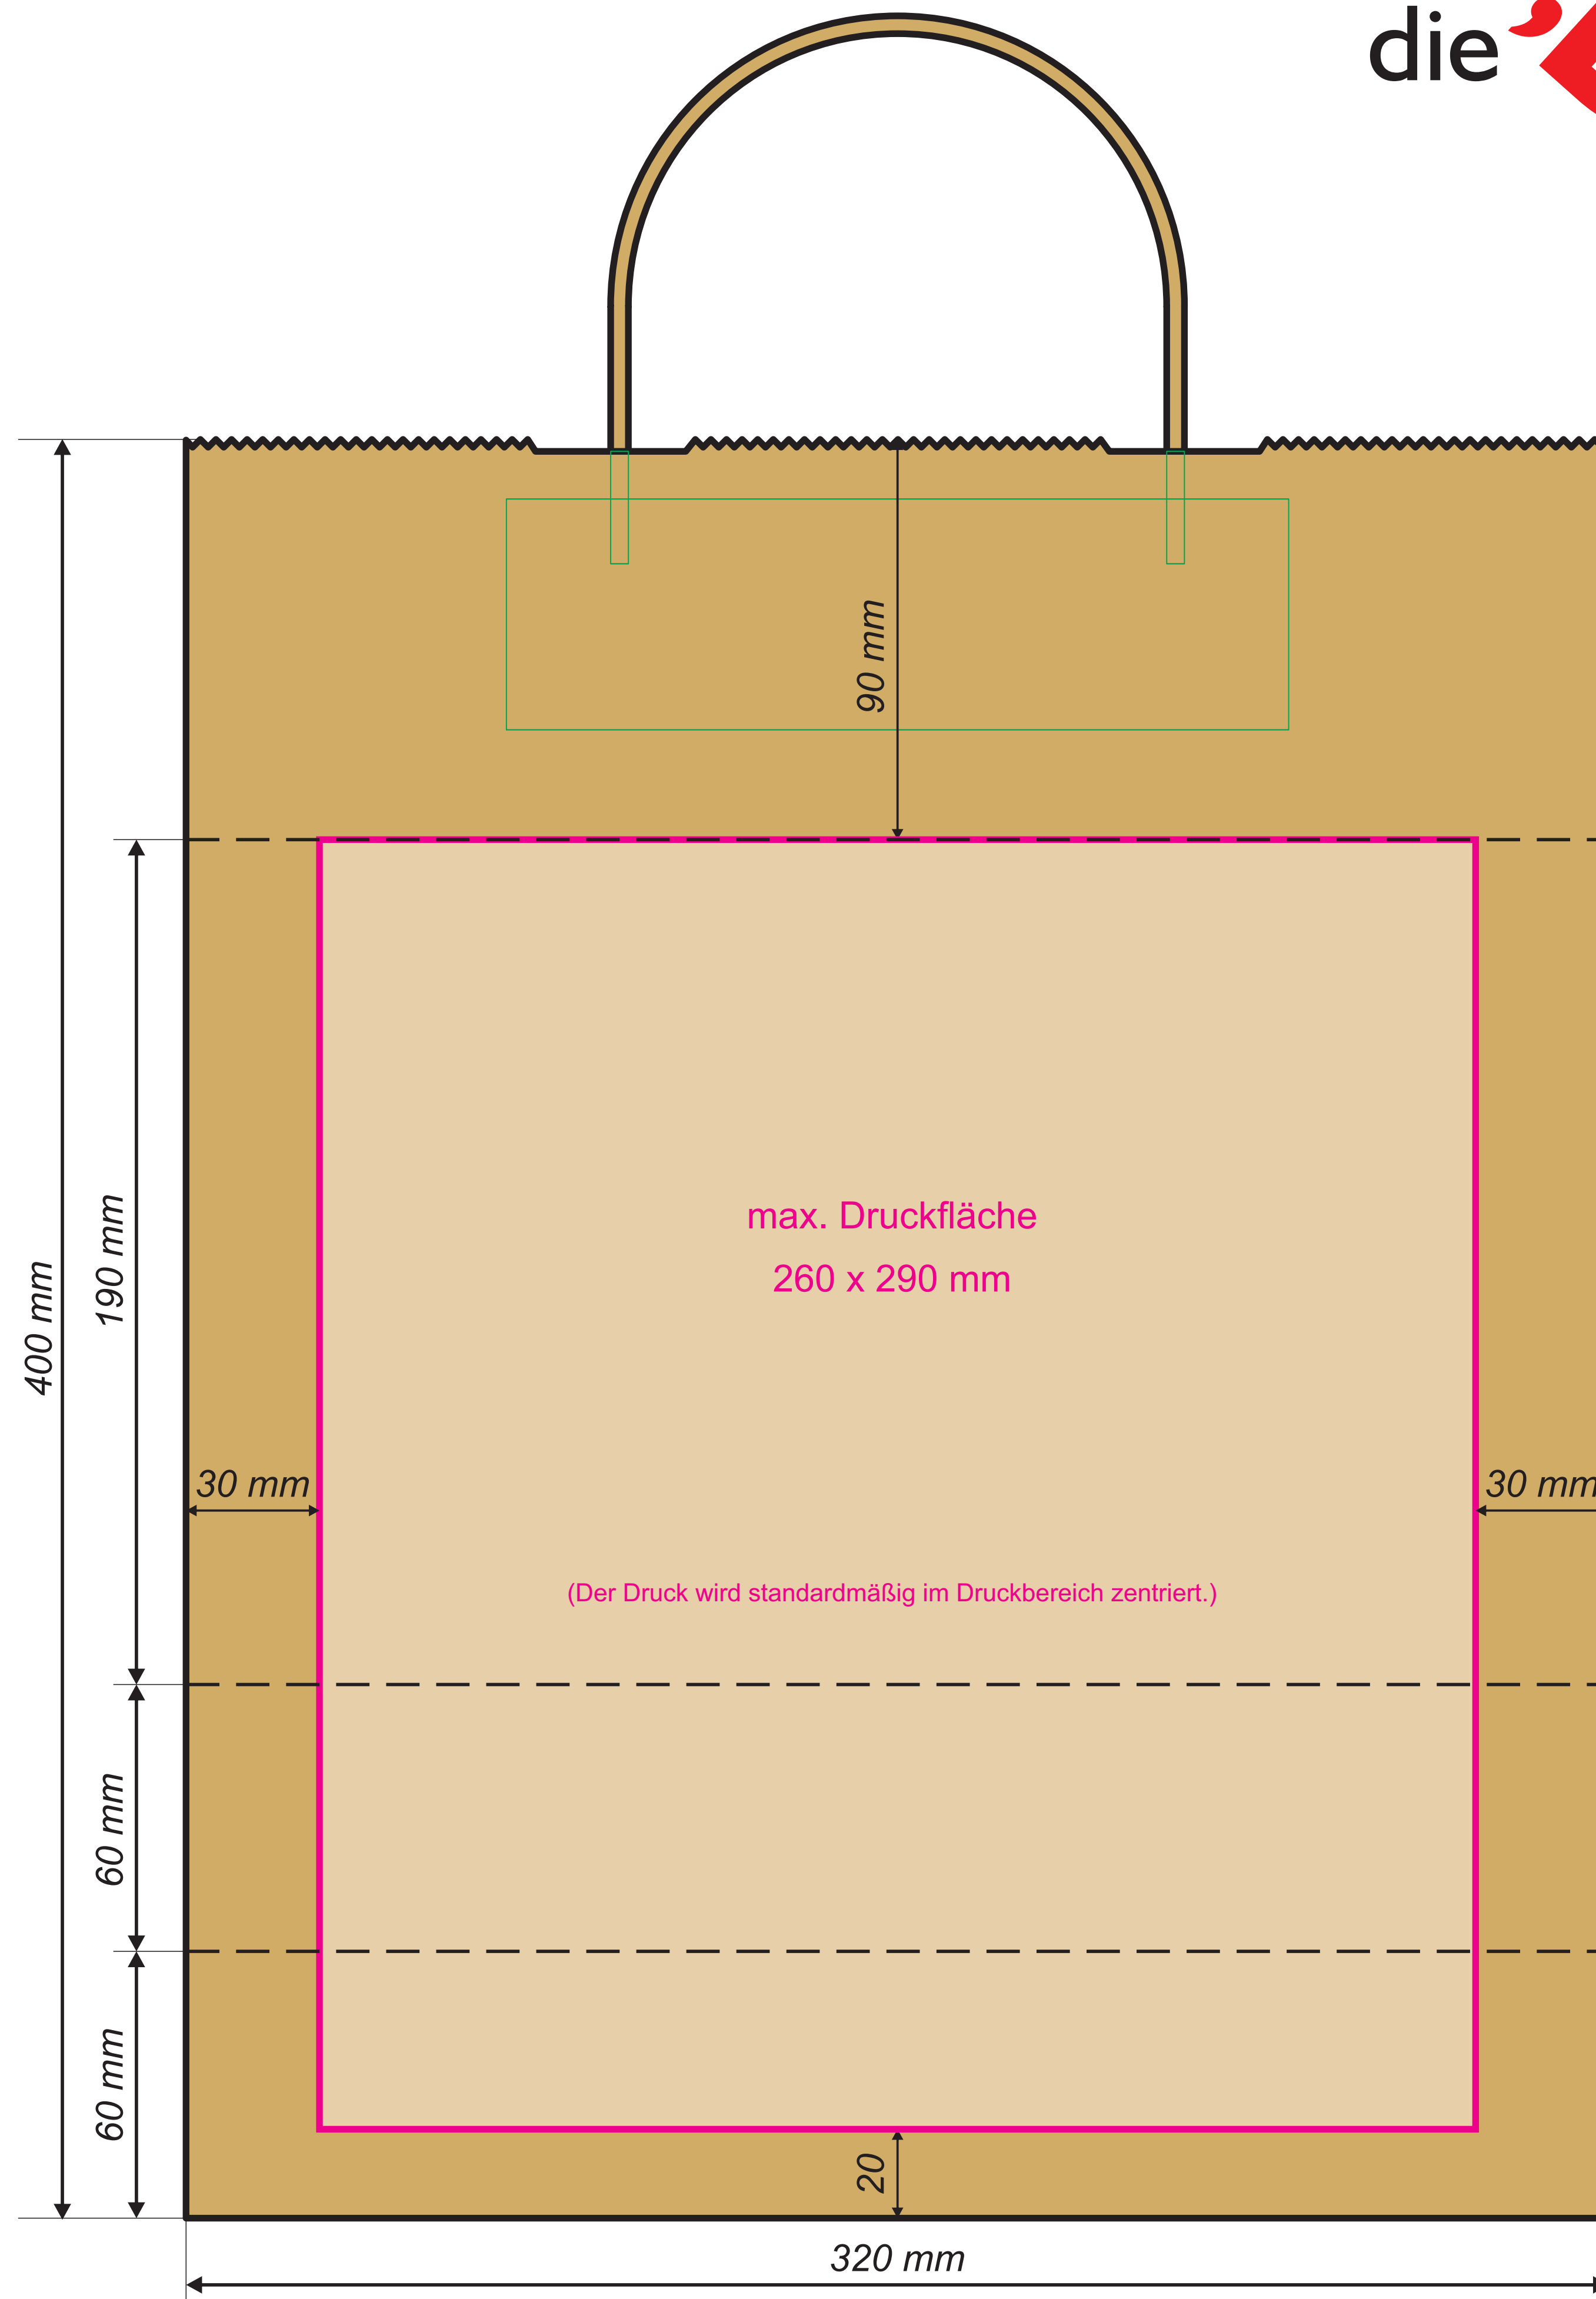 die
90 mm
190 mm
400 mm
max. Druckfläche
260 x 290 mm
30 mm
30 mm
(Der Druck wird standardmäßig im Druckbereich zentriert.)
60 mm
60 mm
20
320 mm